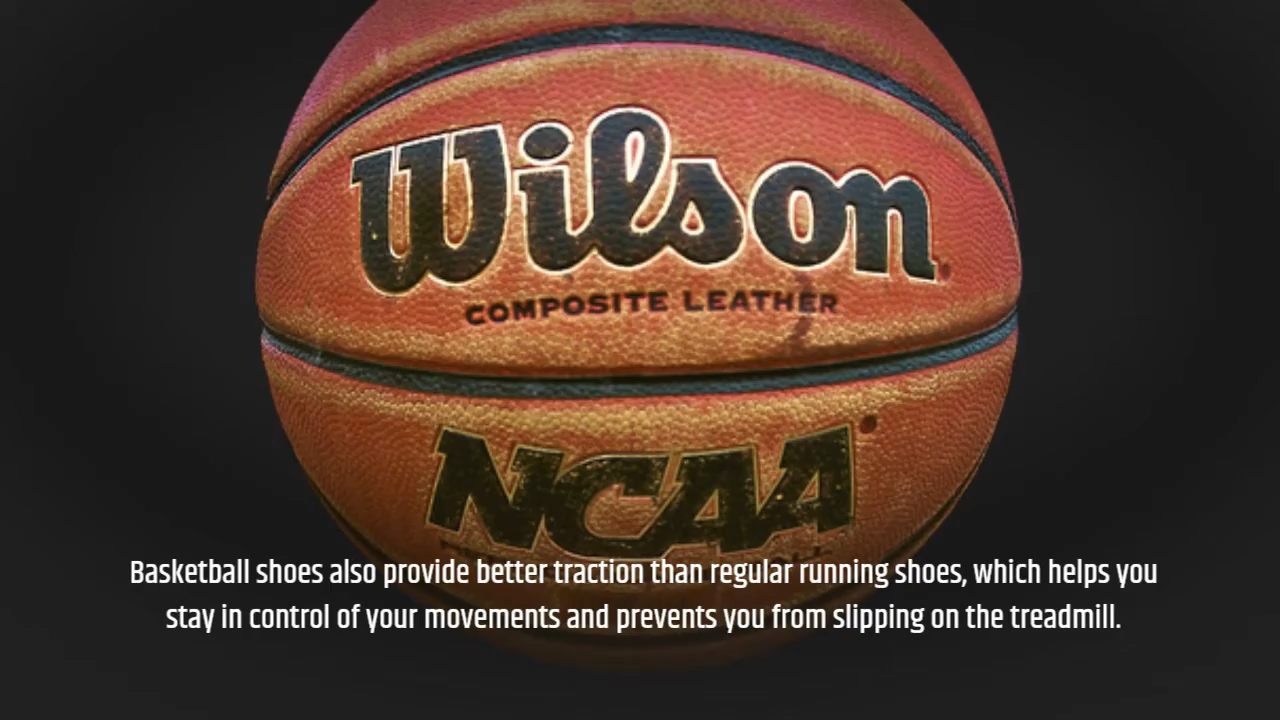 Wilson
COMPOSITE LEATHER
NCAA
Basketball shoes also provide better traction than regular running shoes, which helps you
stay in control of your movements and prevents you from slipping on the treadmill.